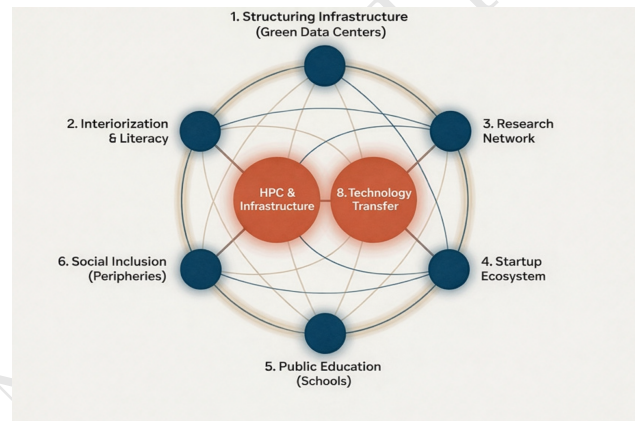 1. Structuring Infrastructure
(Green Data Centers)
2. Interiorization
& Literacy
3. Research
Network
HPC &
Infrastructure
8. Technology
Transfer
6. Social Inclusion
(Peripheries)
4. Startup
Ecosystem
5. Public Education
(Schools)